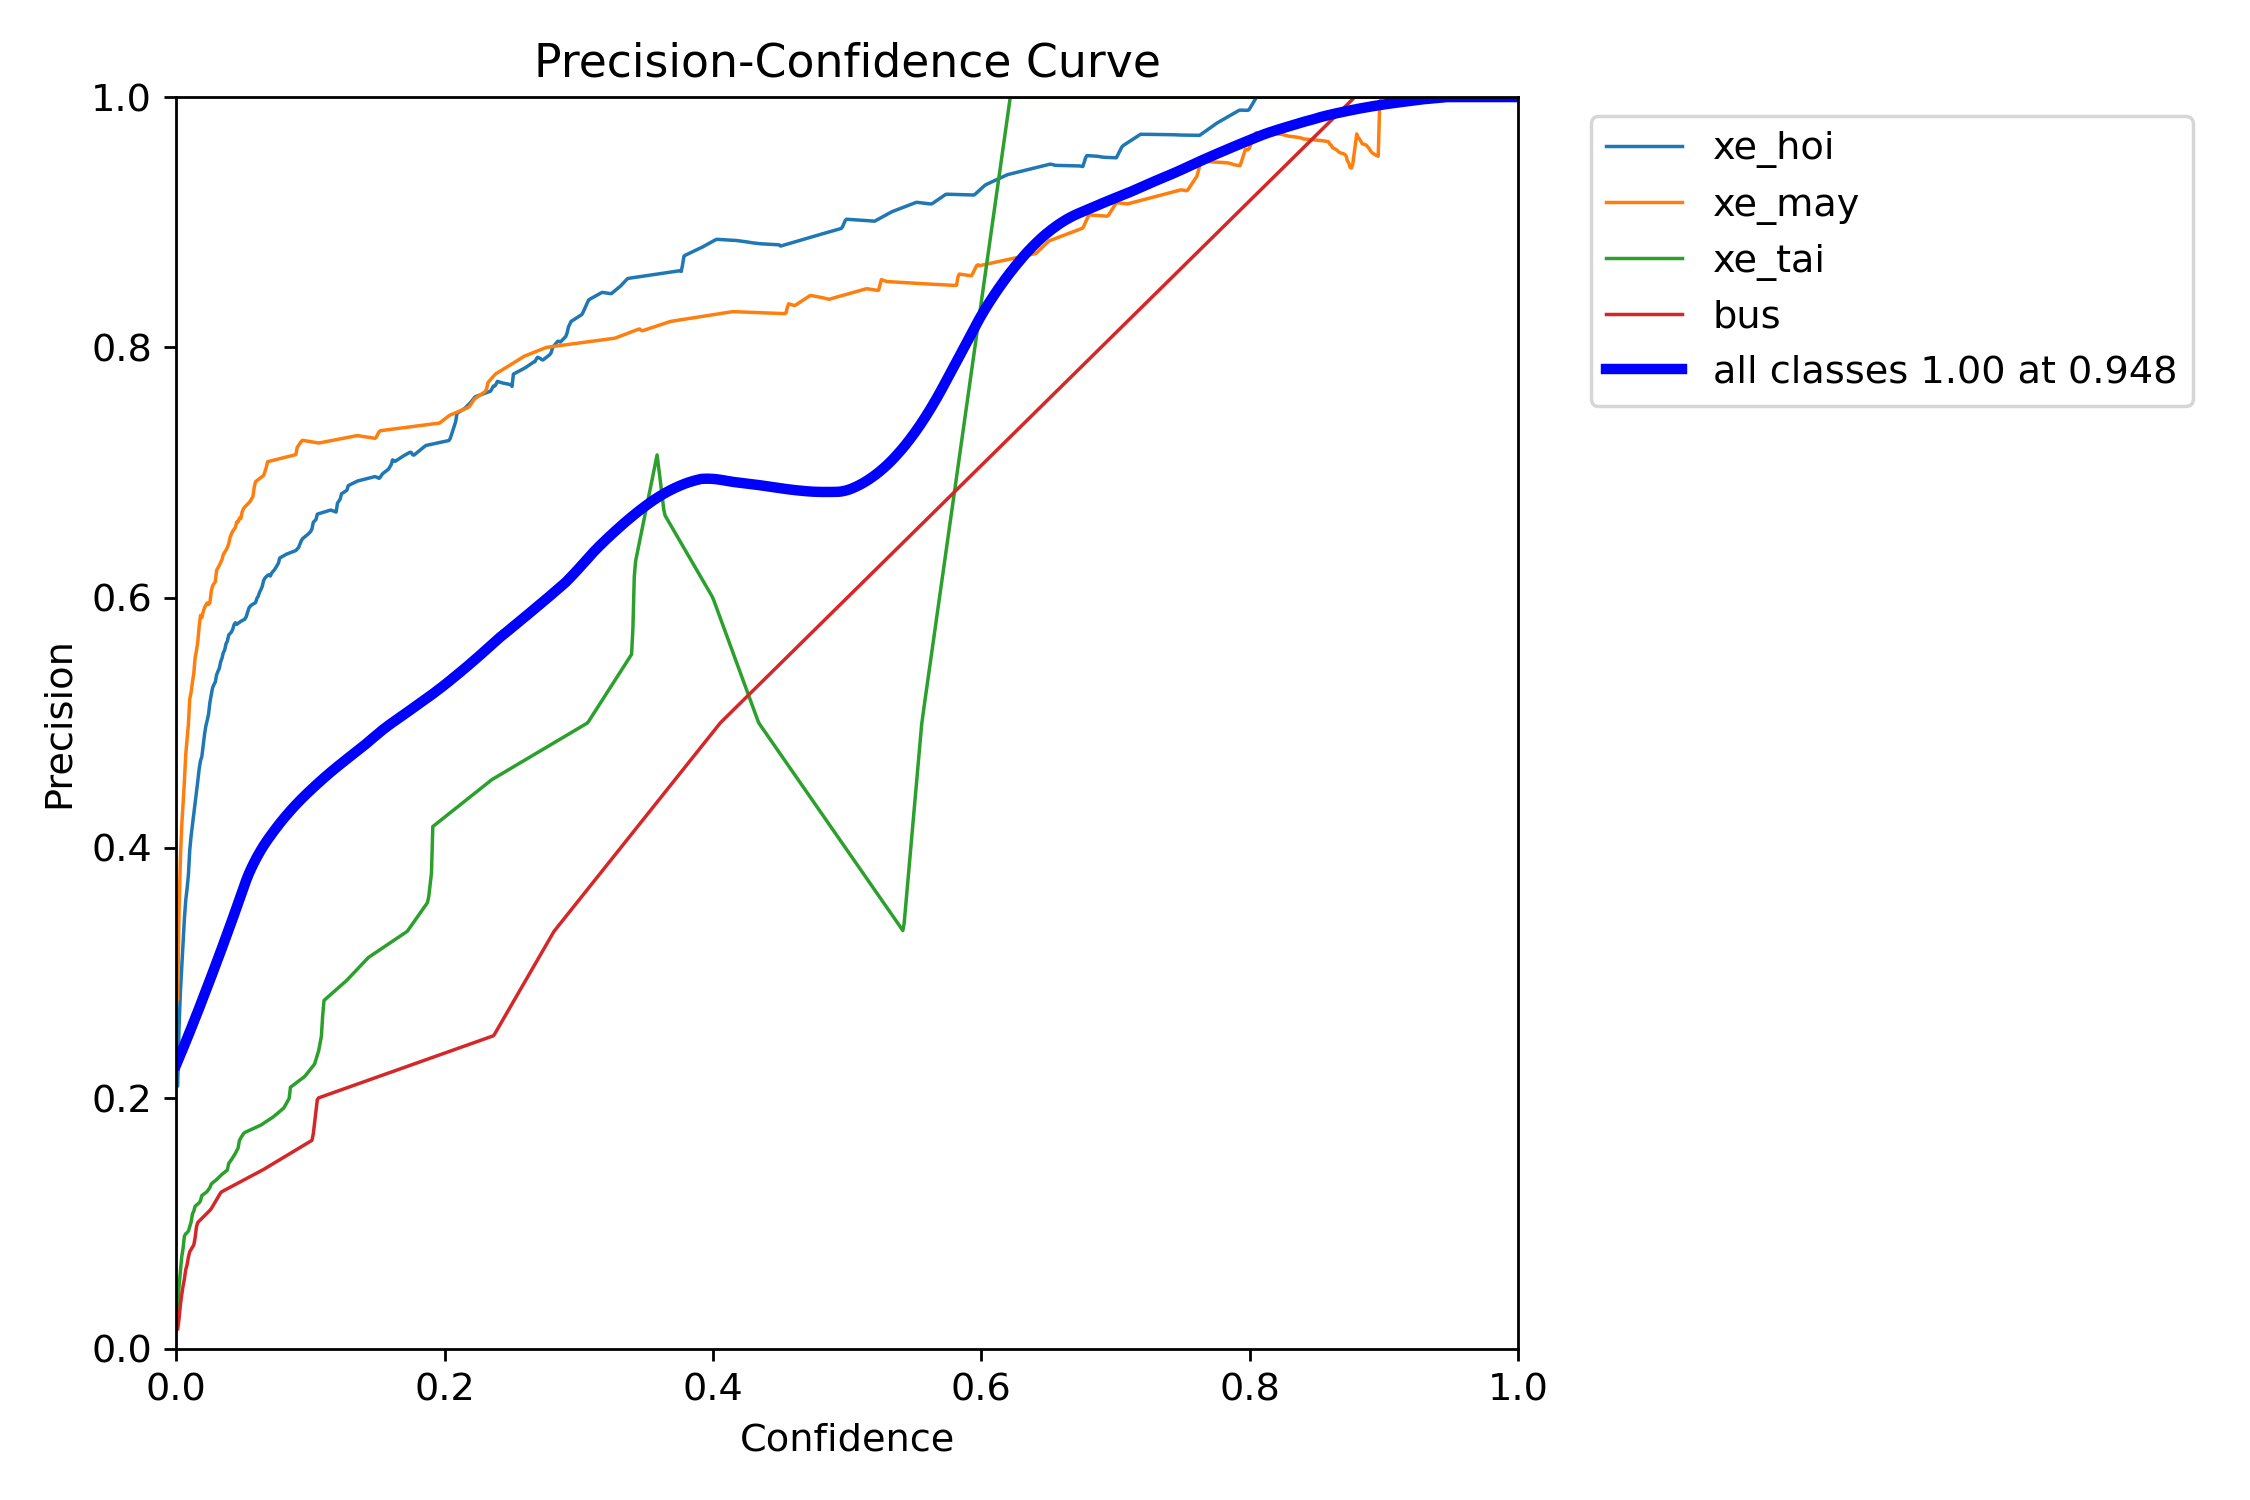 Precision-Confidence Curve
1.0
0.8
0.6
0.4
0.2
0.0
Precision
0.0 0.2 0.4 0.6 0.8 1.0
Confidence
xe_hoi
xe_may
xe_tai
bus
all classes 1.00 at 0.948